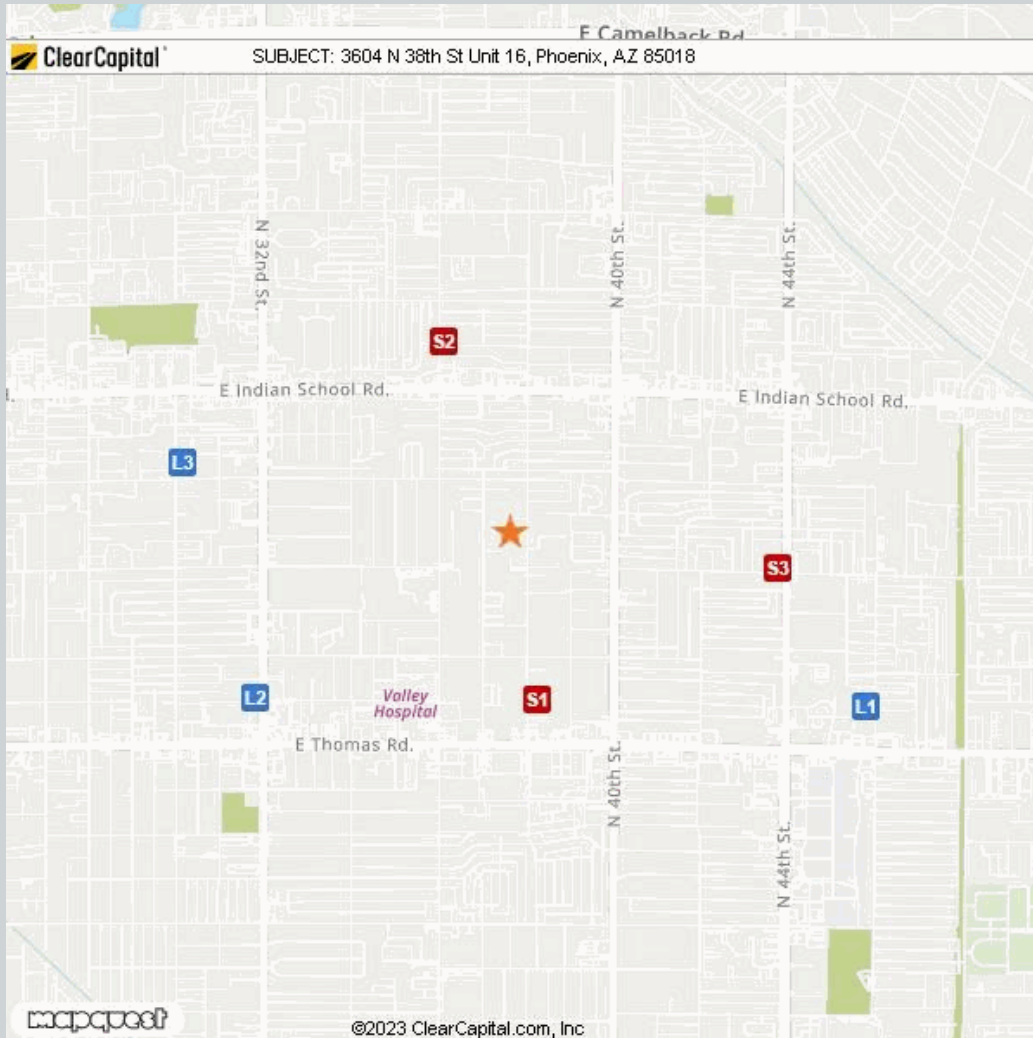 E Camelback Rd
ClearCapital
SUBJECT: 3604 N 38th St Unit 16, Phoenix, AZ 85018
N 32nd St.
N 40th St.
N 44th St.
S2
E Indian School Rd.
E Indian School Rd.
L3
S3
L2
Valley
Hospital
S1
L1
E Thomas Rd.
N 40th St.
N 44th St.
mapquest
©2023 ClearCapital.com, Inc